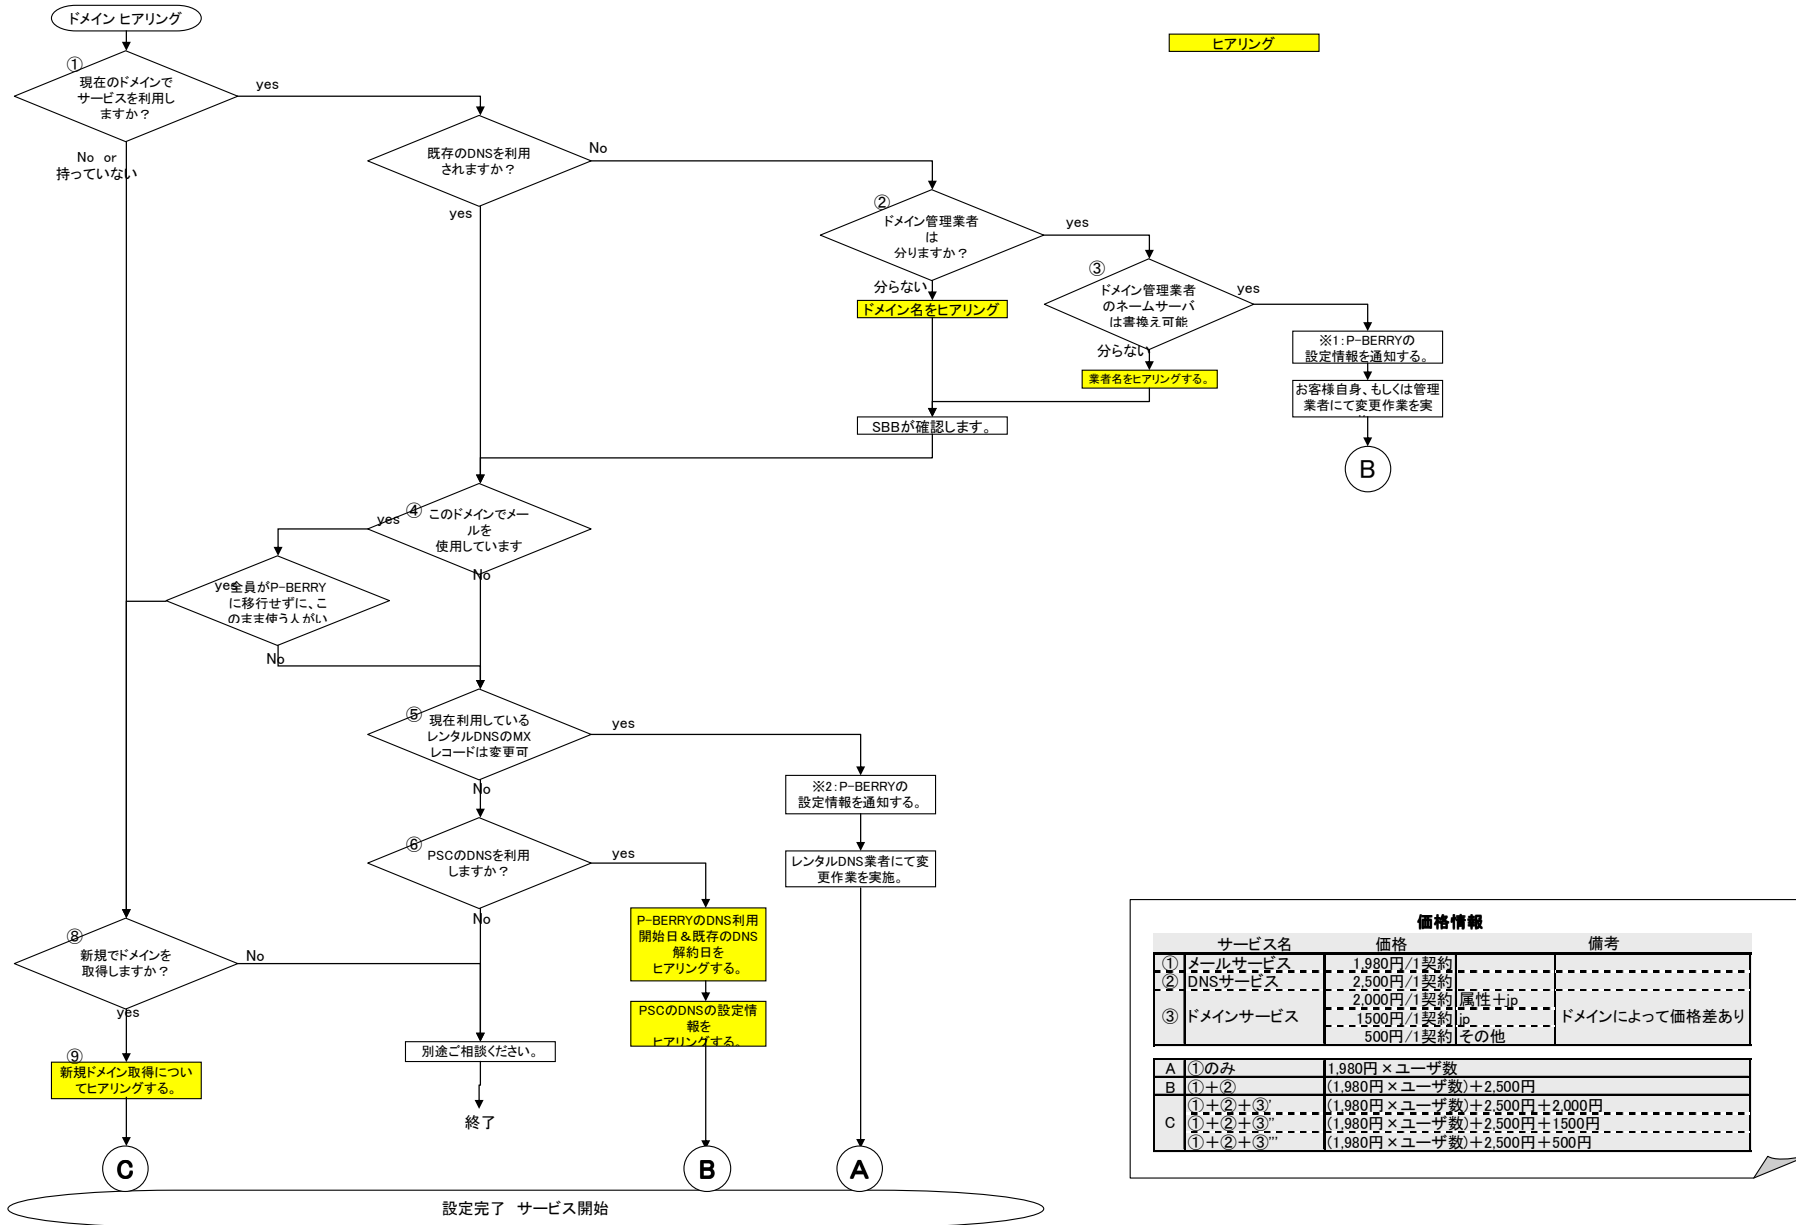 ドメイン ヒアリング
ヒアリング
①
現在のドメインで
サービスを利用し
ますか？
yes
No or
持っていない
既存のDNSを利用
されますか？
No
yes
②
ドメイン管理業者
は
分りますか？
yes
分らない
ドメイン名をヒアリング
③
ドメイン管理業者
のネームサーバ
は書換え可能
yes
分らない
業者名をヒアリングする。
※1：P-BERRYの
設定情報を通知する。
お客様自身、もしくは管理
業者にて変更作業を実
B
SBBが確認します。
④
このドメインでメー
ルを
使用しています
yes
No
全員がP-BERRY
に移行せずに、こ
のまま使う人がい
yes
No
⑤
現在利用している
レンタルDNSのMX
レコードは変更可
yes
No
※2：P-BERRYの
設定情報を通知する。
レンタルDNS業者にて変
更作業を実施。
⑥
PSCのDNSを利用
しますか？
yes
No
P-BERRYのDNS利用
開始日＆既存のDNS
解約日を
ヒアリングする。
PSCのDNSの設定情
報を
ヒアリングする。
⑧
新規でドメインを
取得しますか？
No
yes
別途ご相談ください。
終了
⑨
新規ドメイン取得につい
てヒアリングする。
C
B
A
設定完了 サービス開始
価格情報
サービス名 価格 備考
① メールサービス 1,980円/1契約
② DNSサービス 2,500円/1契約
2,000円/1契約 属性＋jp
③ ドメインサービス 1500円/1契約 jp ドメインによって価格差あり
500円/1契約 その他
A ①のみ 1,980円×ユーザ数
B ①＋② (1,980円×ユーザ数)＋2,500円
①＋②＋③' (1,980円×ユーザ数)＋2,500円＋2,000円
C ①＋②＋③'' (1,980円×ユーザ数)＋2,500円＋1500円
①＋②＋③''' (1,980円×ユーザ数)＋2,500円＋500円